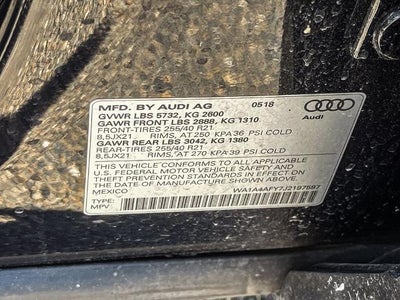 MFD. BY AUDI AG 0518
GVWR LBS 5732, KG 2600
GAWR FRONT LBS 2888, KG 1310
FRONT-TIRES 255/40 R21
8,5JX21 RIMS, AT 250 KPA 36 PSI COLD
GAWR REAR LBS 3042, KG 1380
REAR-TIRES 255/40 R21
8,5JX21 RIMS, AT 270 KPA 39 PSI COLD
Audi
THIS VEHICLE CONFORMS TO ALL APPLICABLE
U.S. FEDERAL MOTOR VEHICLE SAFETY AND
THEFT PREVENTION STANDARDS IN EFFECT ON
THE DATE OF MANUFACTURE SHOWN ABOVE.
MEXICO WA1A4AFY7J2197597
TYPE:
MPV